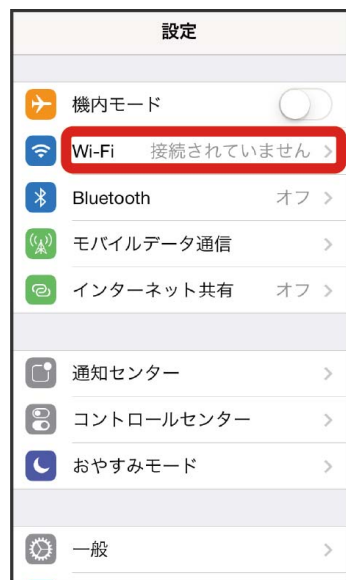 設定
機内モード
Wi-Fi 接続されていません
Bluetooth オフ
モバイルデータ通信
インターネット共有 オフ
通知センター
コントロールセンター
おやすみモード
一般